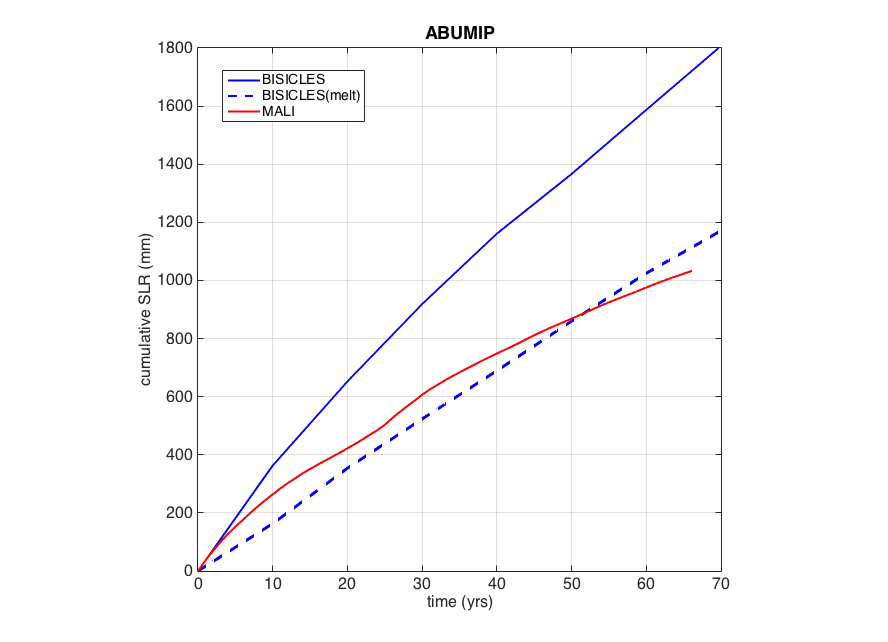 ABUMIP
1800
1600
1400
1200
1000
800
600
400
200
0
cumulative SLR (mm)
BISICLES
BISICLES(melt)
MALI
0 10 20 30 40 50 60 70
time (yrs)